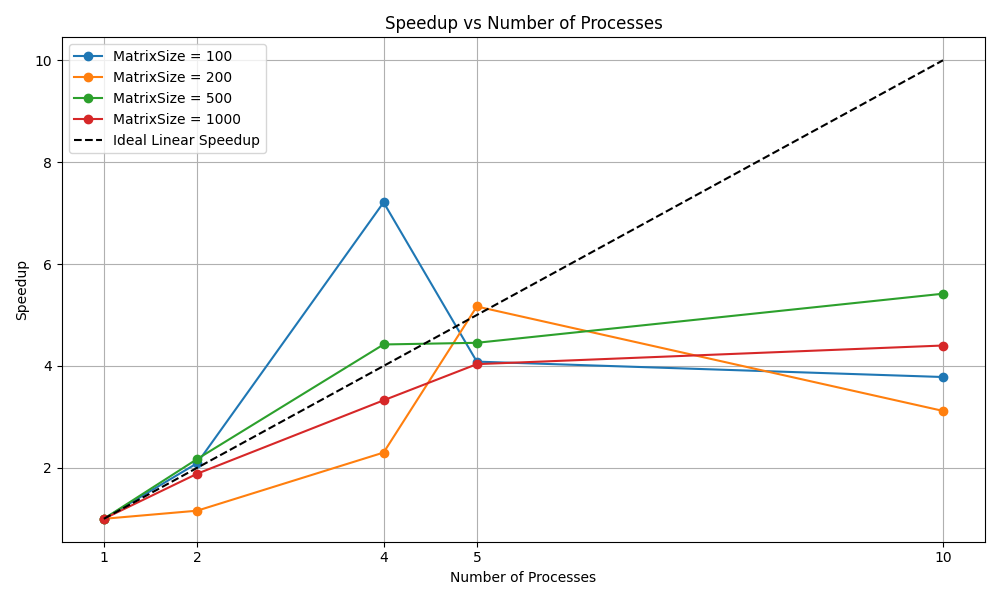 Speedup vs Number of Processes
MatrixSize = 100
MatrixSize = 200
MatrixSize = 500
MatrixSize = 1000
Ideal Linear Speedup
10
8
6
4
2
Speedup
1 2 4 5 10
Number of Processes